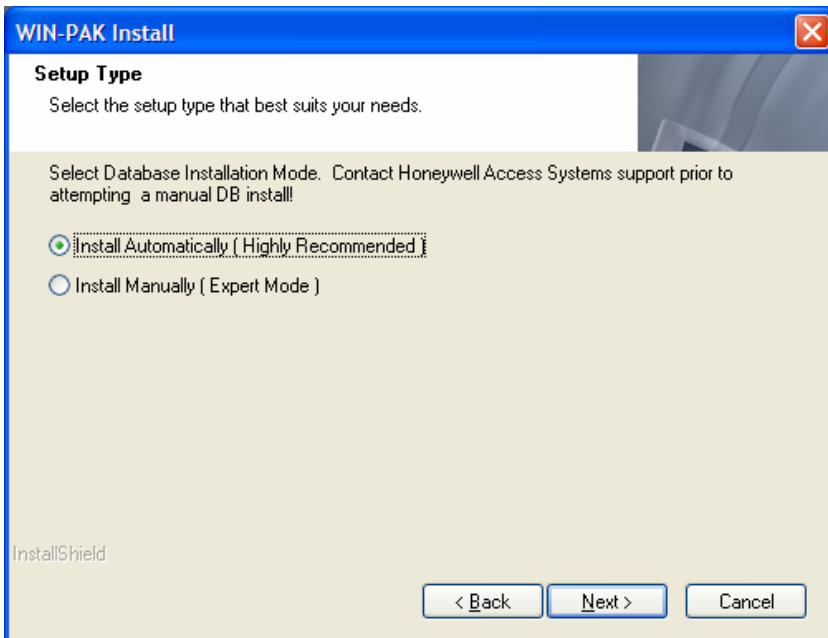 WIN-PAK Install
Setup Type
Select the setup type that best suits your needs.
Select Database Installation Mode.  Contact Honeywell Access Systems support prior to
attempting  a manual DB install!
Install Automatically ( Highly Recommended )
Install Manually ( Expert Mode )
InstallShield
< Back
Next >
Cancel